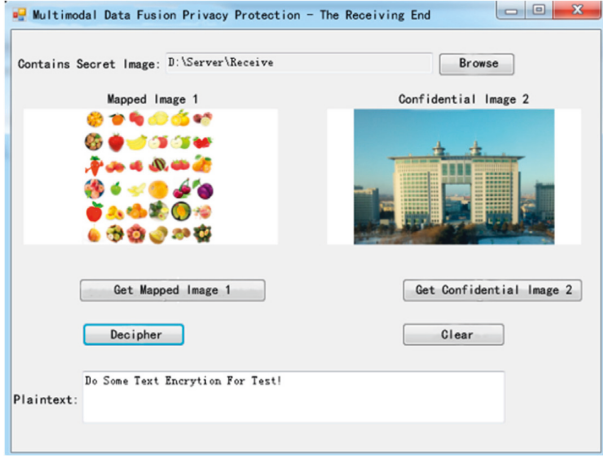 Multimodal Data Fusion Privacy Protection - The Receiving End
Contains Secret Image: D:\Server\Receive Browse
Mapped Image 1 Confidential Image 2
Get Mapped Image 1 Get Confidential Image 2
Decipher Clear
Do Some Text Encrytion For Test!
Plaintext: